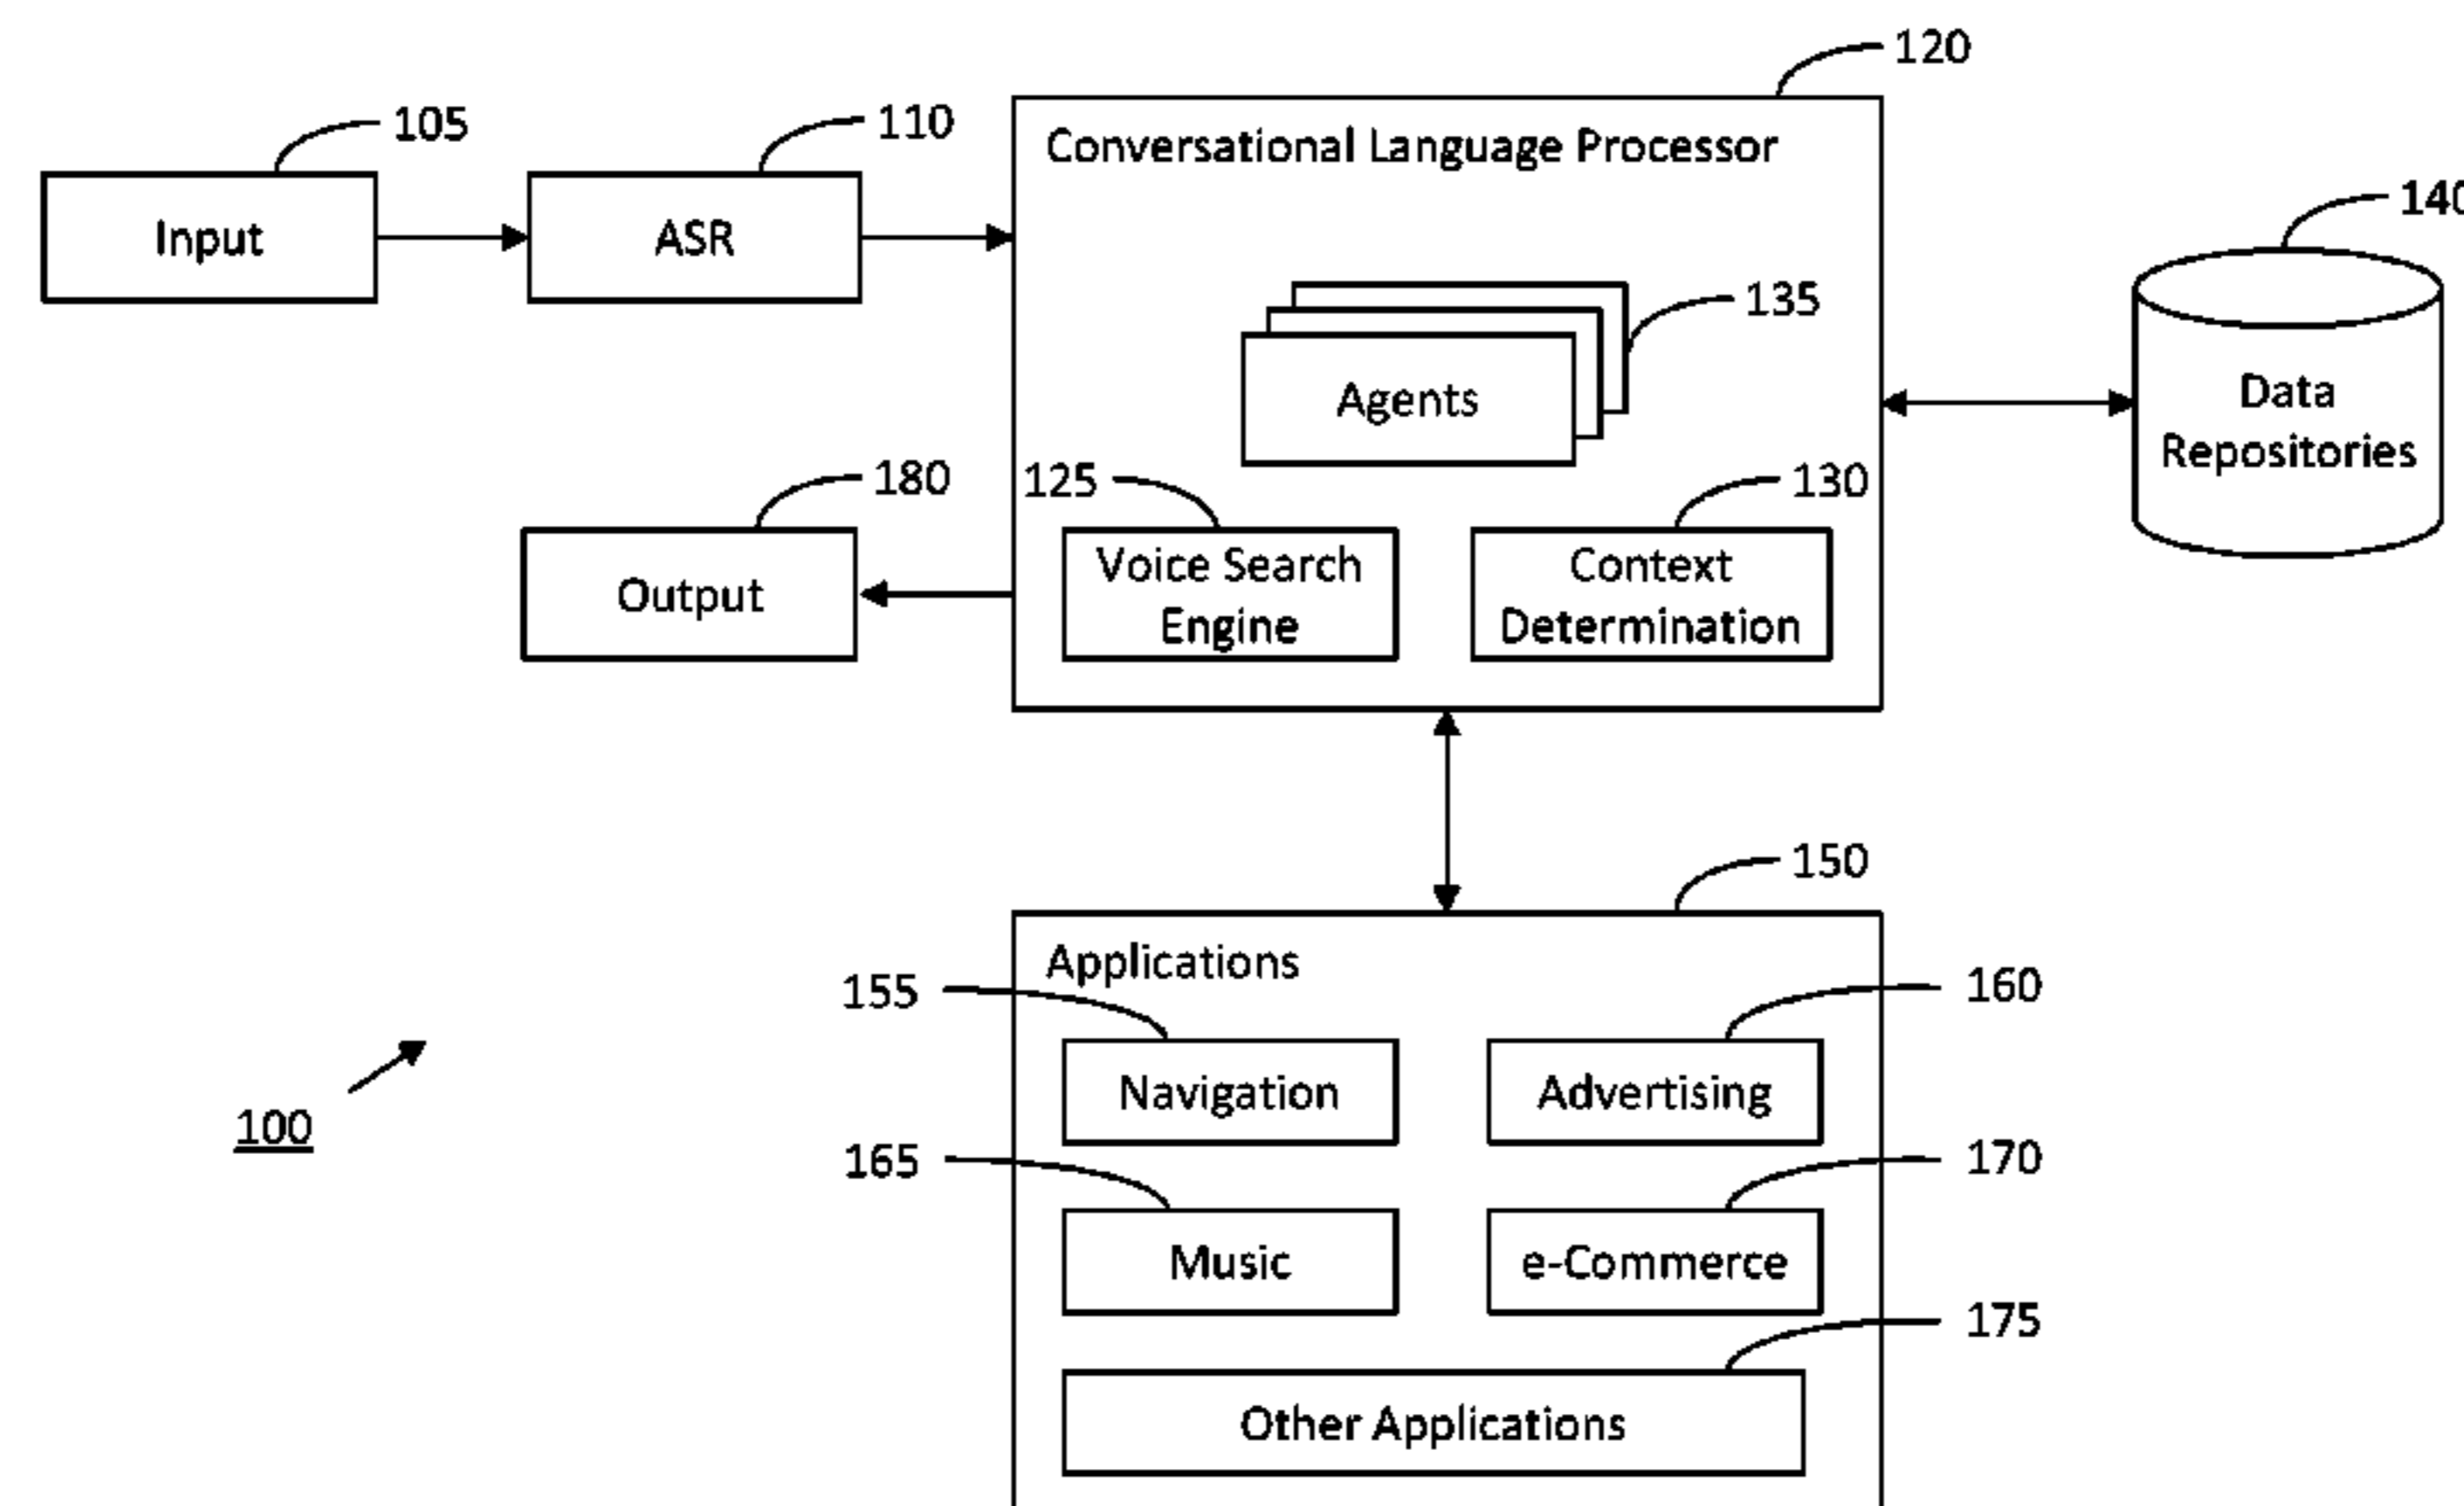 120
105
110
Conversational Language Processor
140
Input
ASR
135
Agents
Data
Repositories
180
125
130
Output
Voice Search
Engine
Context
Determination
150
Applications
155
160
Navigation
Advertising
100
165
170
Music
e-Commerce
175
Other Applications